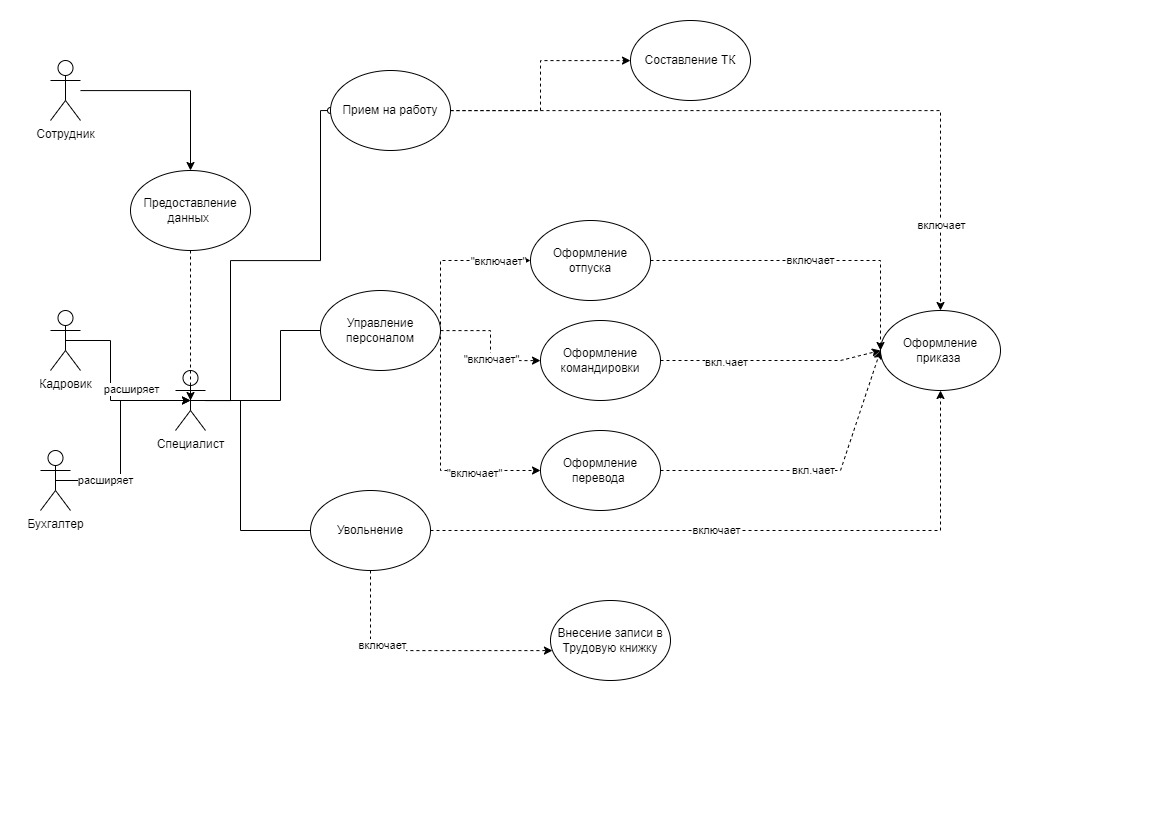 Составление ТК
Сотрудник
Прием на работу
Предоставление
данных
включает
Оформление
отпуска
"включает"
включает
Кадровик
расширяет
Управление
персоналом
Оформление
командировки
"включает"
вкл.чает
Оформление
приказа
Специалист
Бухгалтер
расширяет
Оформление
перевода
"включает"
вкл.чает
Увольнение
включает
включает
Внесение записи в
Трудовую книжку